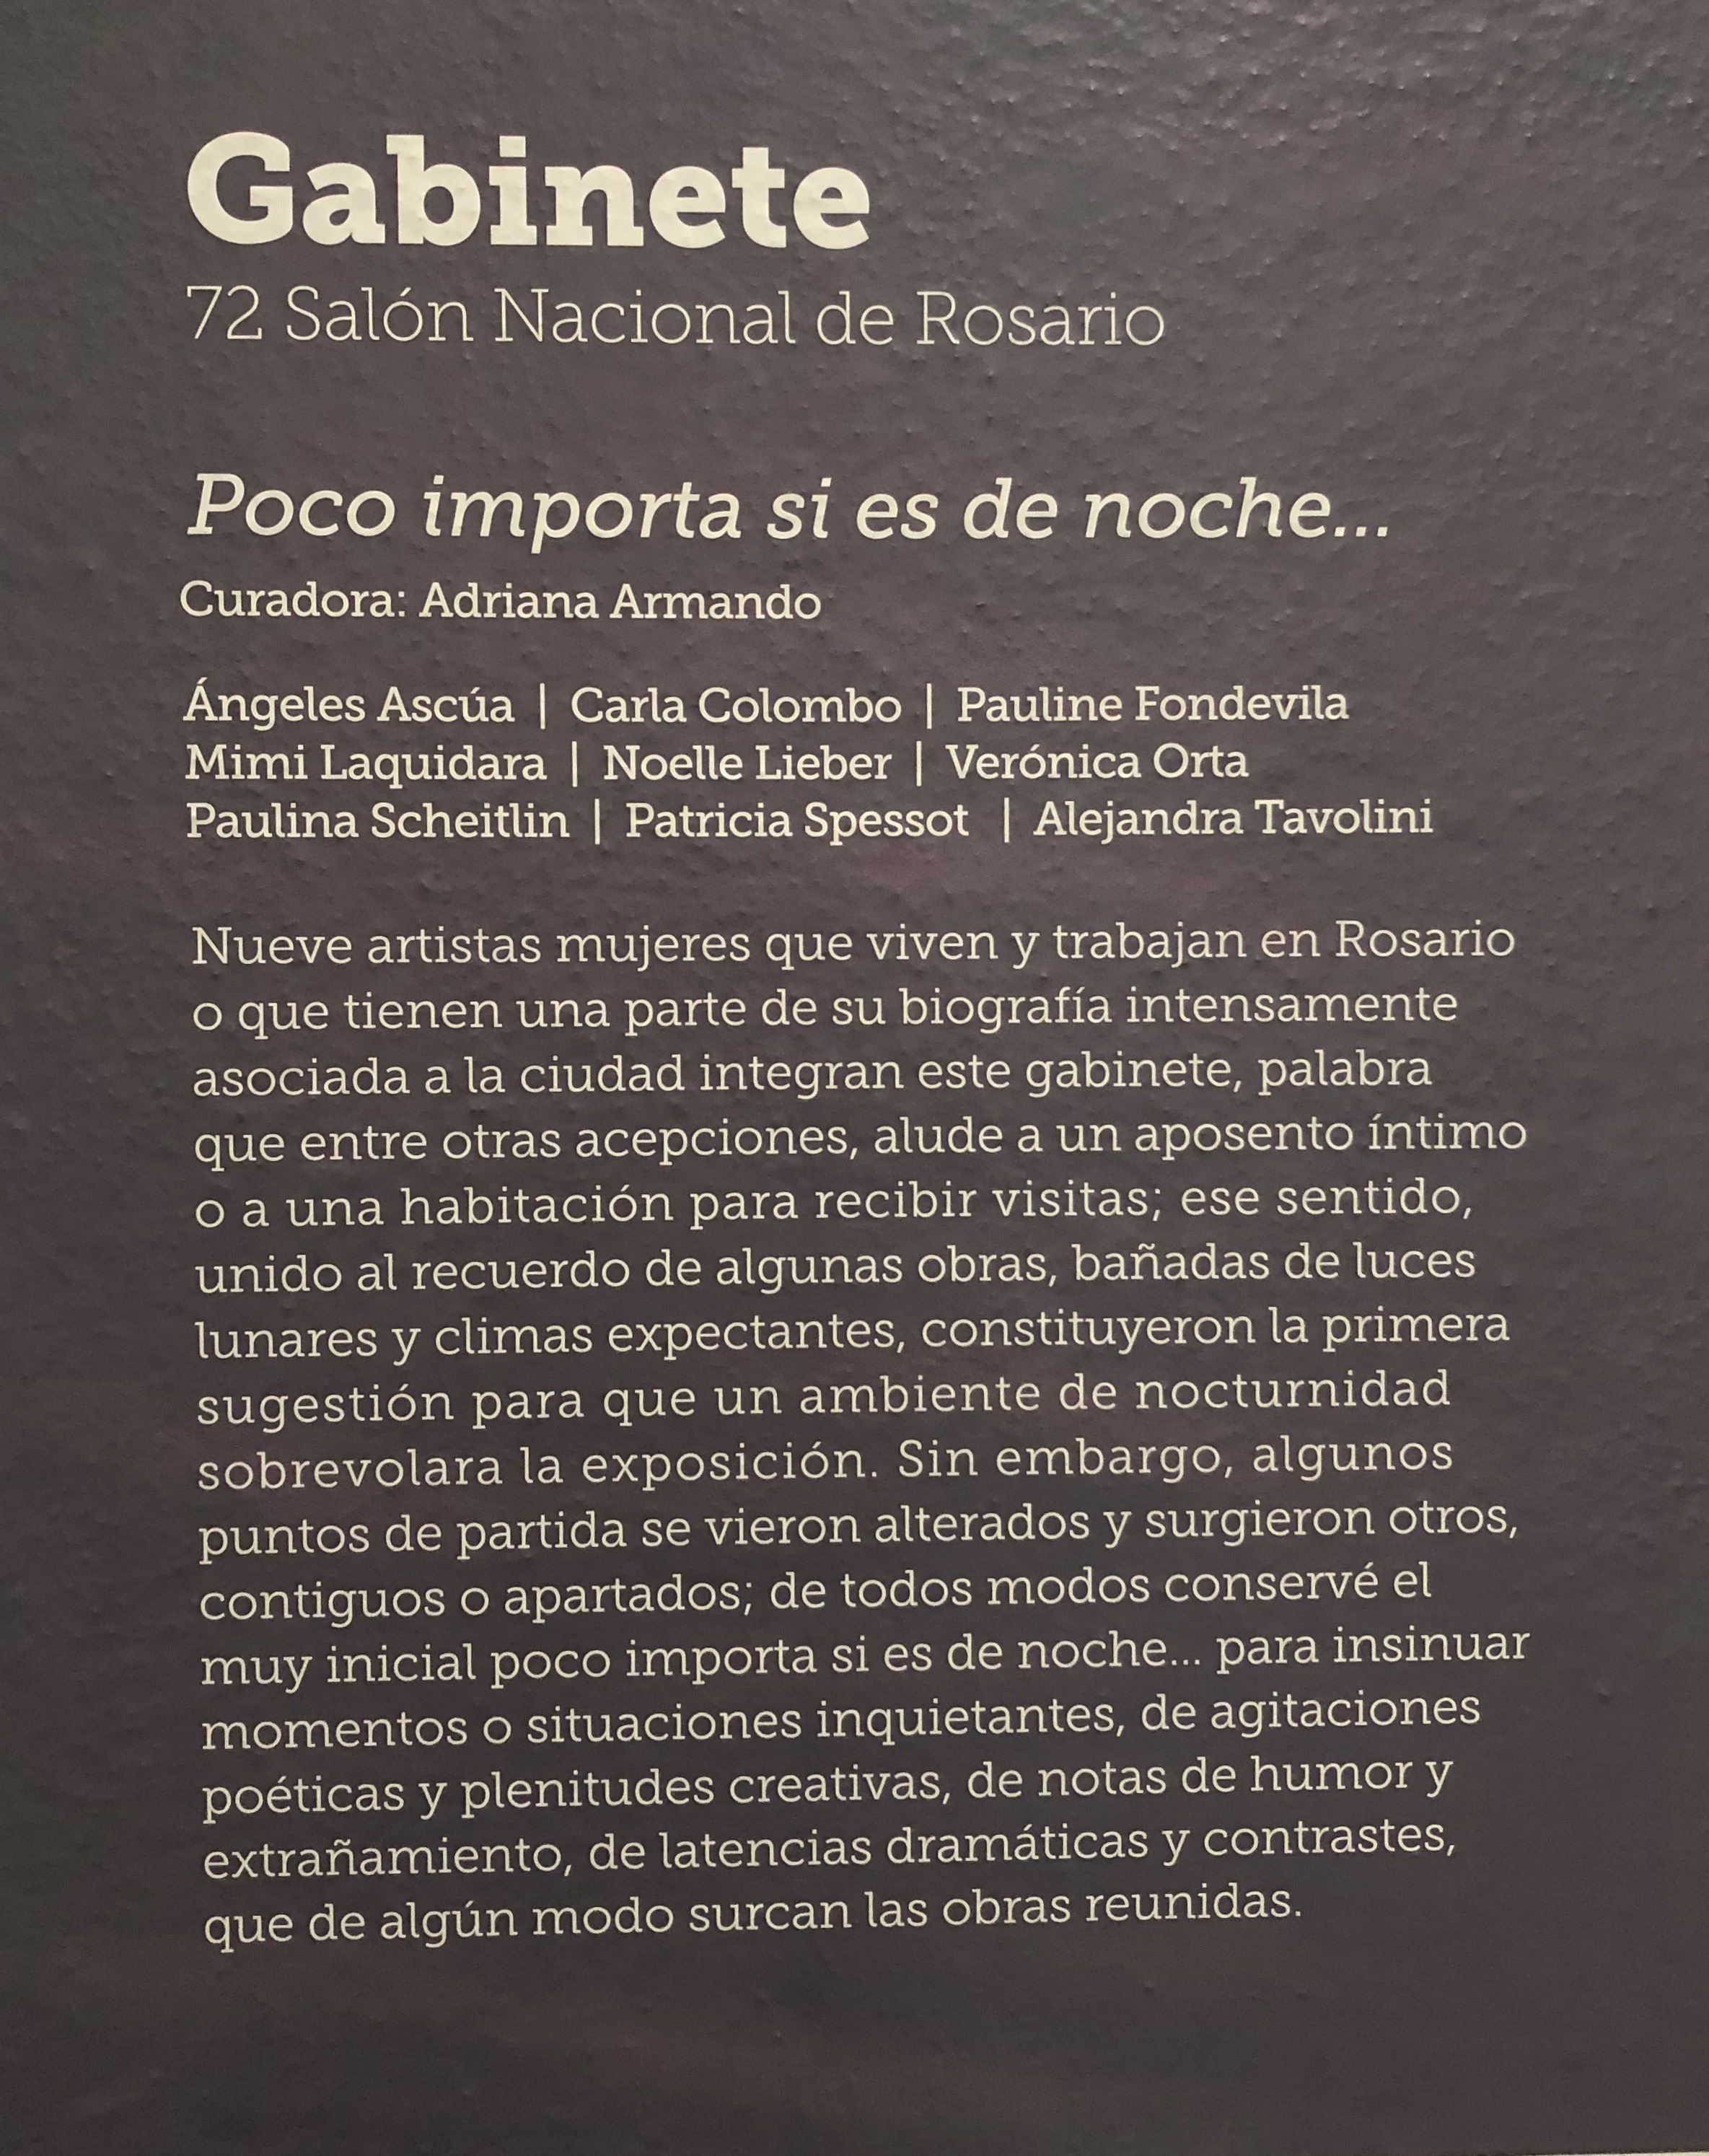 Gabinete
72 Salón Nacional de Rosario
Poco importa si es de noche...
Curadora: Adriana Armando
Ángeles Ascúa | Carla Colombo | Pauline Fondevila
Mimi Laquidara | Noelle Lieber | Verónica Orta
Paulina Scheitlin | Patricia Spessot | Alejandra Tavolini
Nueve artistas mujeres que viven y trabajan en Rosario
o que tienen una parte de su biografía intensamente
asociada a la ciudad integran este gabinete, palabra
que entre otras acepciones, alude a un aposento íntimo
o a una habitación para recibir visitas; ese sentido,
unido al recuerdo de algunas obras, bañadas de luces
lunares y climas expectantes, constituyeron la primera
sugestión para que un ambiente de nocturnidad
sobrevolara la exposición. Sin embargo, algunos
puntos de partida se vieron alterados y surgieron otros,
contiguos o apartados; de todos modos conservé el
muy inicial poco importa si es de noche... para insinuar
momentos o situaciones inquietantes, de agitaciones
poéticas y plenitudes creativas, de notas de humor y
extrañamiento, de latencias dramáticas y contrastes,
que de algún modo surcan las obras reunidas.